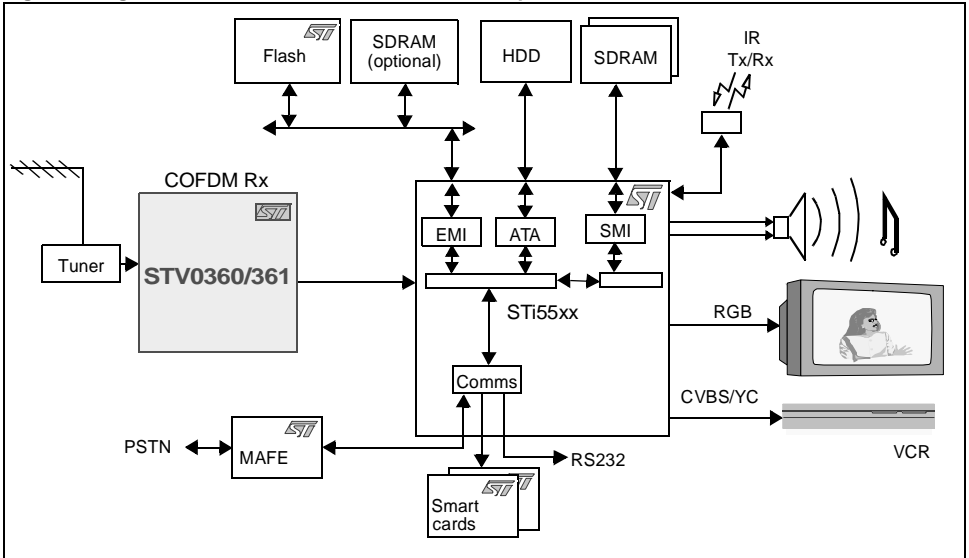 Flash
SDRAM
(optional)
HDD
SDRAM
IR
Tx/Rx
COFDM Rx
EMI
ATA
SMI
Tuner
STV0360/361
STi55xx
RGB
Comms
CVBS/YC
PSTN
MAFE
RS232
VCR
Smart
cards